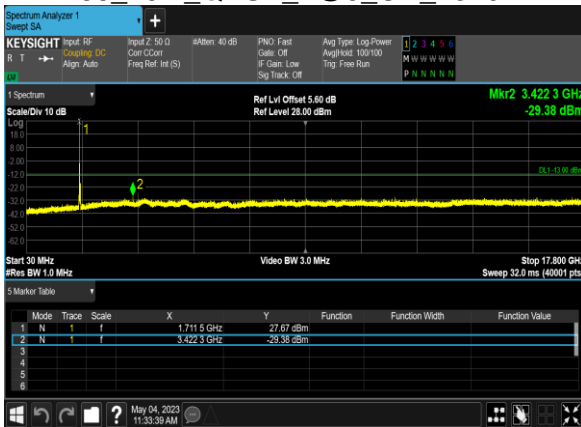 Spectrum Analyzer 1
Swept SA
+
KEYSIGHT
R T
LV
Input: RF
Coupling: DC
Align: Auto
Input Z: 50 Ω
Corr CCorr
Freq Ref: Int (S)
#Atten: 40 dB
PNO: Fast
Gate: Off
IF Gain: Low
Sig Track: Off
Avg Type: Log-Power
Avg|Hold: 100/100
Trig: Free Run
1 2 3 4 5 6
M W W W W W
P N N N N N
1 Spectrum
Scale/Div 10 dB
Ref Lvl Offset 5.60 dB
Ref Level 28.00 dBm
Mkr2 3.422 3 GHz
-29.38 dBm
Log
18.0
8.00
-2.00
-12.0
-22.0
-32.0
-42.0
-52.0
-62.0
1
2
DL1 -13.00 dBm
Start 30 MHz
#Res BW 1.0 MHz
Video BW 3.0 MHz
Stop 17.800 GHz
Sweep 32.0 ms (40001 pts)
5 Marker Table
Mode Trace Scale X Y Function Function Width Function Value
1 N 1 f 1.711 5 GHz 27.67 dBm
2 N 1 f 3.422 3 GHz -29.38 dBm
3
4
5
6
?
May 04, 2023
11:33:39 AM